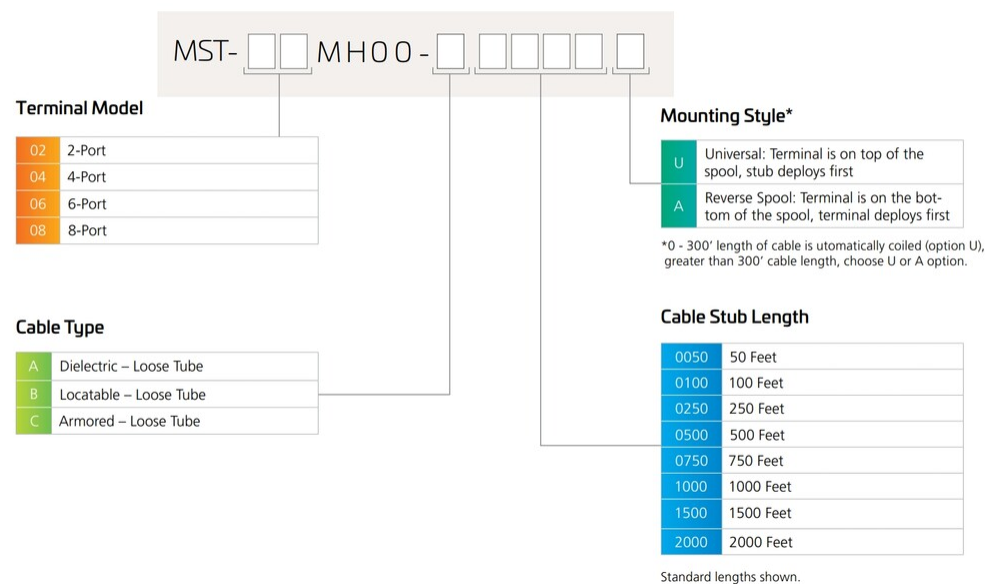 MST- MH00-
Terminal Model
02 2-Port
04 4-Port
06 6-Port
08 8-Port
Cable Type
A Dielectric – Loose Tube
B Locatable – Loose Tube
C Armored – Loose Tube
Mounting Style*
U Universal: Terminal is on top of the
spool, stub deploys first
A Reverse Spool: Terminal is on the bot-
tom of the spool, terminal deploys first
*0 - 300’ length of cable is utomatically coiled (option U),
greater than 300’ cable length, choose U or A option.
Cable Stub Length
0050 50 Feet
0100 100 Feet
0250 250 Feet
0500 500 Feet
0750 750 Feet
1000 1000 Feet
1500 1500 Feet
2000 2000 Feet
Standard lengths shown.